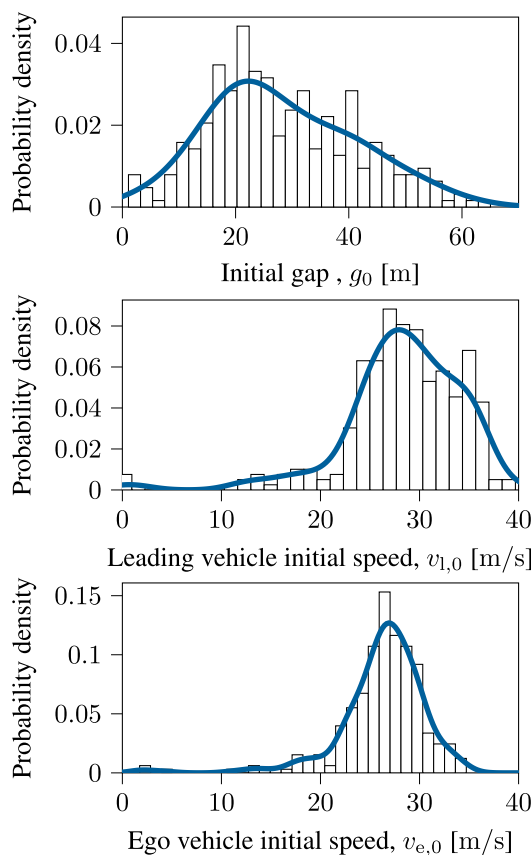 Probability density
0.04
0.02
0
0 20 40 60
Initial gap , g₀ [m]
Probability density
0.08
0.06
0.04
0.02
0
0 10 20 30 40
Leading vehicle initial speed, v_{l,0} [m/s]
Probability density
0.15
0.1
0.05
0
0 10 20 30 40
Ego vehicle initial speed, v_{e,0} [m/s]